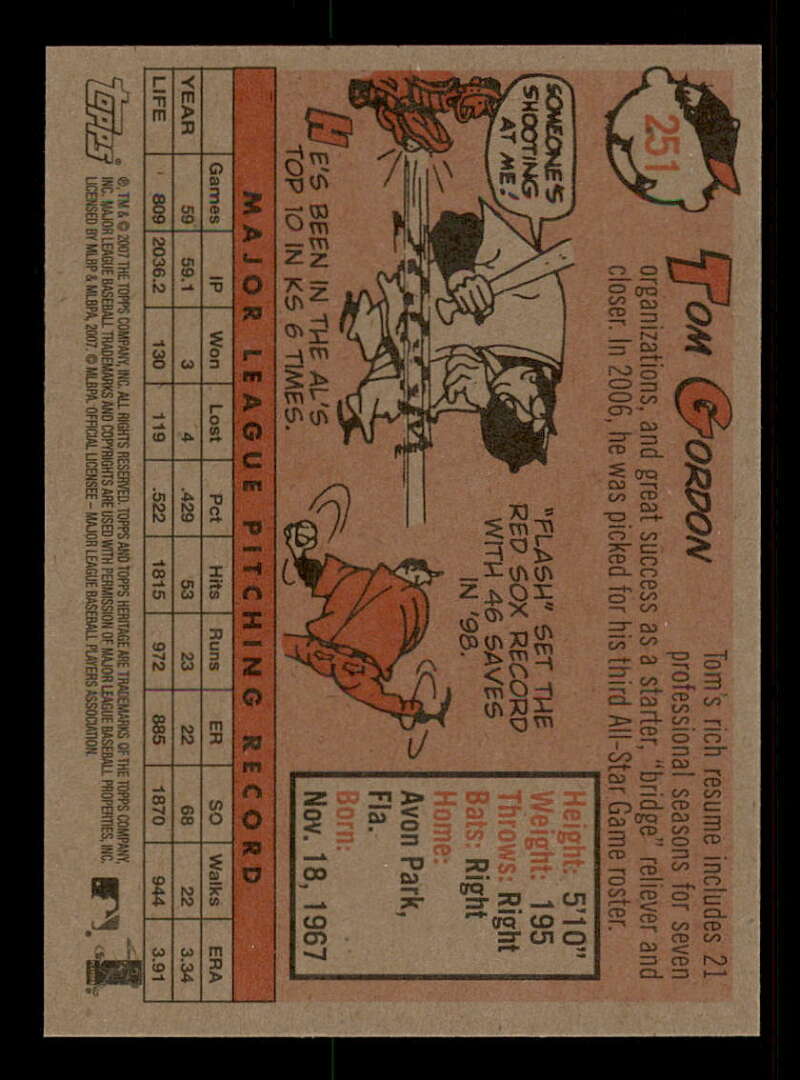 251
TOM GORDON
Tom's rich resume includes 21
professional seasons for seven
organizations, and great success as a starter, "bridge" reliever and
closer. In 2006, he was picked for his third All-Star Game roster.
SOMEONE'S
SHOOTING
AT ME!
HE'S BEEN IN THE AL'S
TOP 10 IN KS 6 TIMES.
"FLASH" SET THE
RED SOX RECORD
WITH 46 SAVES
IN '98.
Height: 5'10"
Weight: 195
Throws: Right
Bats: Right
Home:
Avon Park,
Fla.
Born:
Nov. 18, 1967
MAJOR LEAGUE PITCHING RECORD
Games IP Won Lost Pct Hits Runs ER SO Walks ERA
YEAR 59 59.1 3 4 .429 53 23 22 68 22 3.34
LIFE 809 2036.2 130 119 .522 1815 972 885 1870 944 3.91
TOPPS®
®, TM & © 2007 THE TOPPS COMPANY, INC. ALL RIGHTS RESERVED. TOPPS AND TOPPS HERITAGE ARE TRADEMARKS OF THE TOPPS COMPANY,
INC. MAJOR LEAGUE BASEBALL TRADEMARKS AND COPYRIGHTS ARE USED WITH PERMISSION OF MAJOR LEAGUE BASEBALL PROPERTIES, INC.
LICENSED BY MLBP & MLBPA, 2007. © MLBPA. OFFICIAL LICENSEE – MAJOR LEAGUE BASEBALL PLAYERS ASSOCIATION.